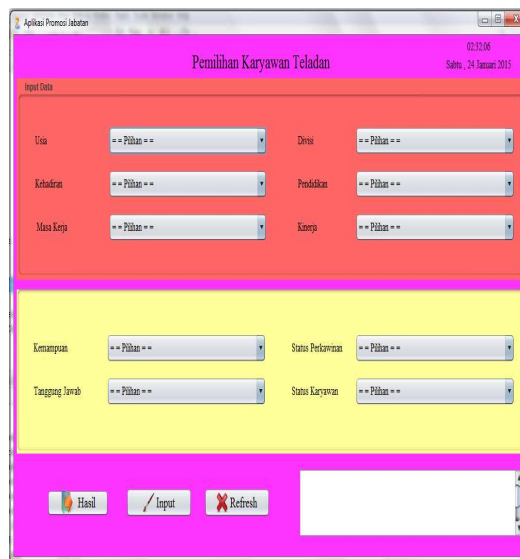 Aplikasi Promosi Jabatan
02:32:06
Pemilihan Karyawan Teladan
Sabtu , 24 Januari 2015
Input Data
Usia = = Pilihan = = Divisi = = Pilihan = =
Kehadiran = = Pilihan = = Pendidikan = = Pilihan = =
Masa Kerja = = Pilihan = = Kinerja = = Pilihan = =
Kemampuan = = Pilihan = = Status Perkawinan = = Pilihan = =
Tanggung Jawab = = Pilihan = = Status Karyawan = = Pilihan = =
Hasil Input Refresh